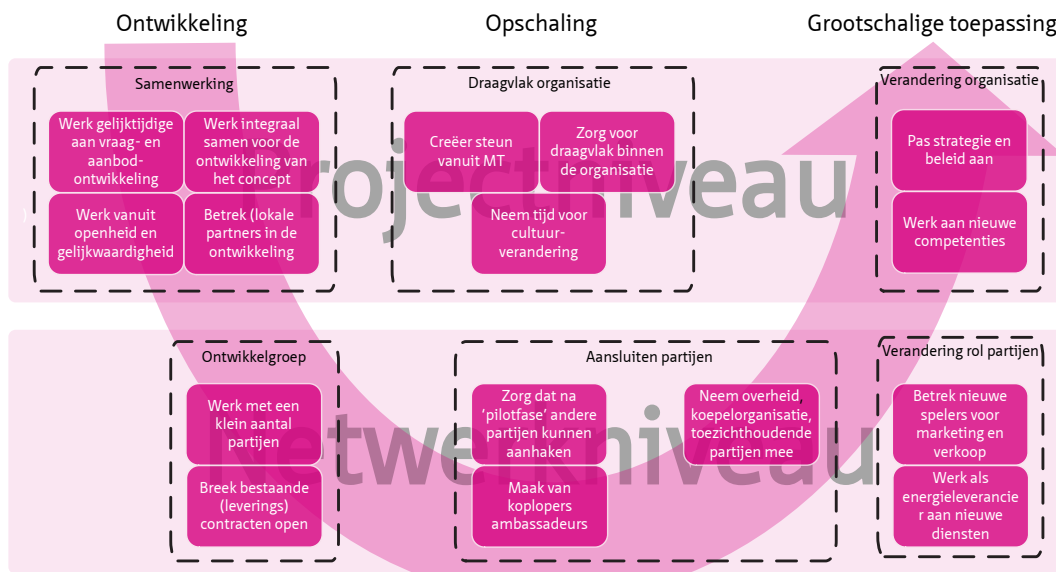 Ontwikkeling
Opschaling
Grootschalige toepassing
Projectniveau
Samenwerking
Werk gelijktijdige
aan vraag- en
aanbod-
ontwikkeling
Werk integraal
samen voor de
ontwikkeling van
het concept
Werk vanuit
openheid en
gelijkwaardigheid
Betrek (lokale
partners in de
ontwikkeling
)
Draagvlak organisatie
Creëer steun
vanuit MT
Zorg voor
draagvlak binnen
de organisatie
Neem tijd voor
cultuur-
verandering
Verandering organisatie
Pas strategie en
beleid aan
Werk aan nieuwe
competenties
Netwerkniveau
Ontwikkelgroep
Werk met een
klein aantal
partijen
Breek bestaande
(leverings)
contracten open
Aansluiten partijen
Zorg dat na
‘pilotfase’ andere
partijen kunnen
aanhaken
Neem overheid,
koepelorganisatie,
toezichthoudende
partijen mee
Maak van
koplopers
ambassadeurs
Verandering rol partijen
Betrek nieuwe
spelers voor
marketing en
verkoop
Werk als
energieleverancie
r aan nieuwe
diensten